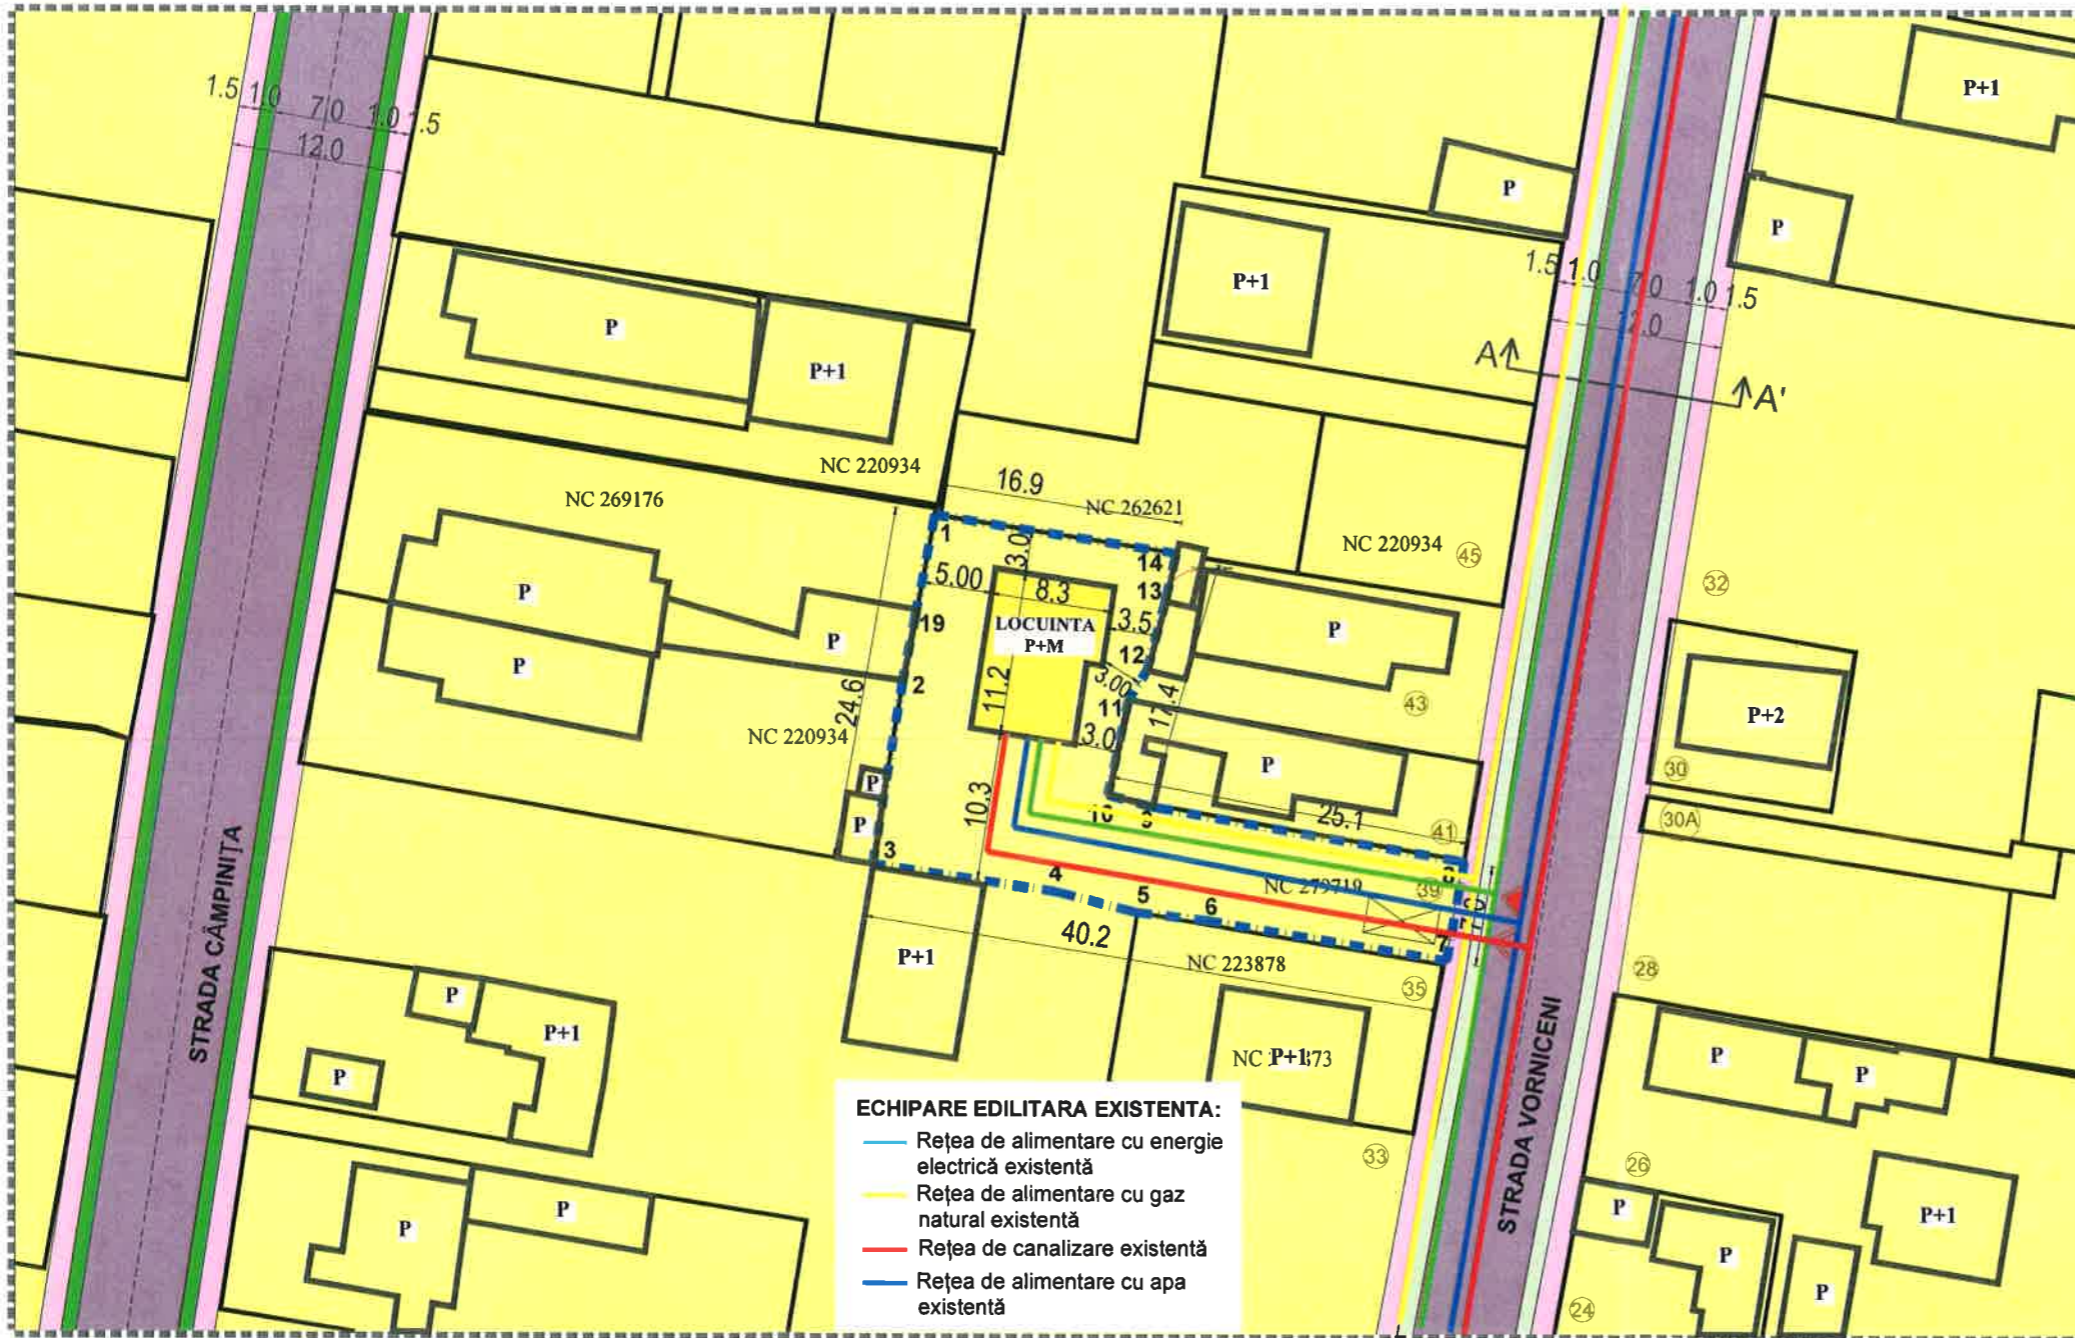 1.5 1.0 7.0 1.0 1.5
12.0
P+1
P
P
P+1
1.5 1.0 7.0 1.0 1.5
12.0
A
A'
P
P+1
NC 220934
NC 269176
16.9
NC 262621
NC 220934
45
32
1
14
3.0
5.00
8.3
13
19
LOCUINTA
P+M
3.5
12
P
P
P
P
3.00
2
11.2
11
17.4
43
24.6
NC 220934
3.0
P
P+2
30
P
P
10.3
10
9
25.1
41
30A
3
4
5
6
NC 279719
39
8
7
40.2
P+1
NC 223878
35
28
STRADA CÂMPINIȚA
STRADA VORNICENI
P
P+1
P
P+1
P
P
33
26
P
P
P
P
P+1
P
24
ECHIPARE EDILITARA EXISTENTA:
Rețea de alimentare cu energie
electrică existentă
Rețea de alimentare cu gaz
natural existentă
Rețea de canalizare existentă
Rețea de alimentare cu apa
existentă